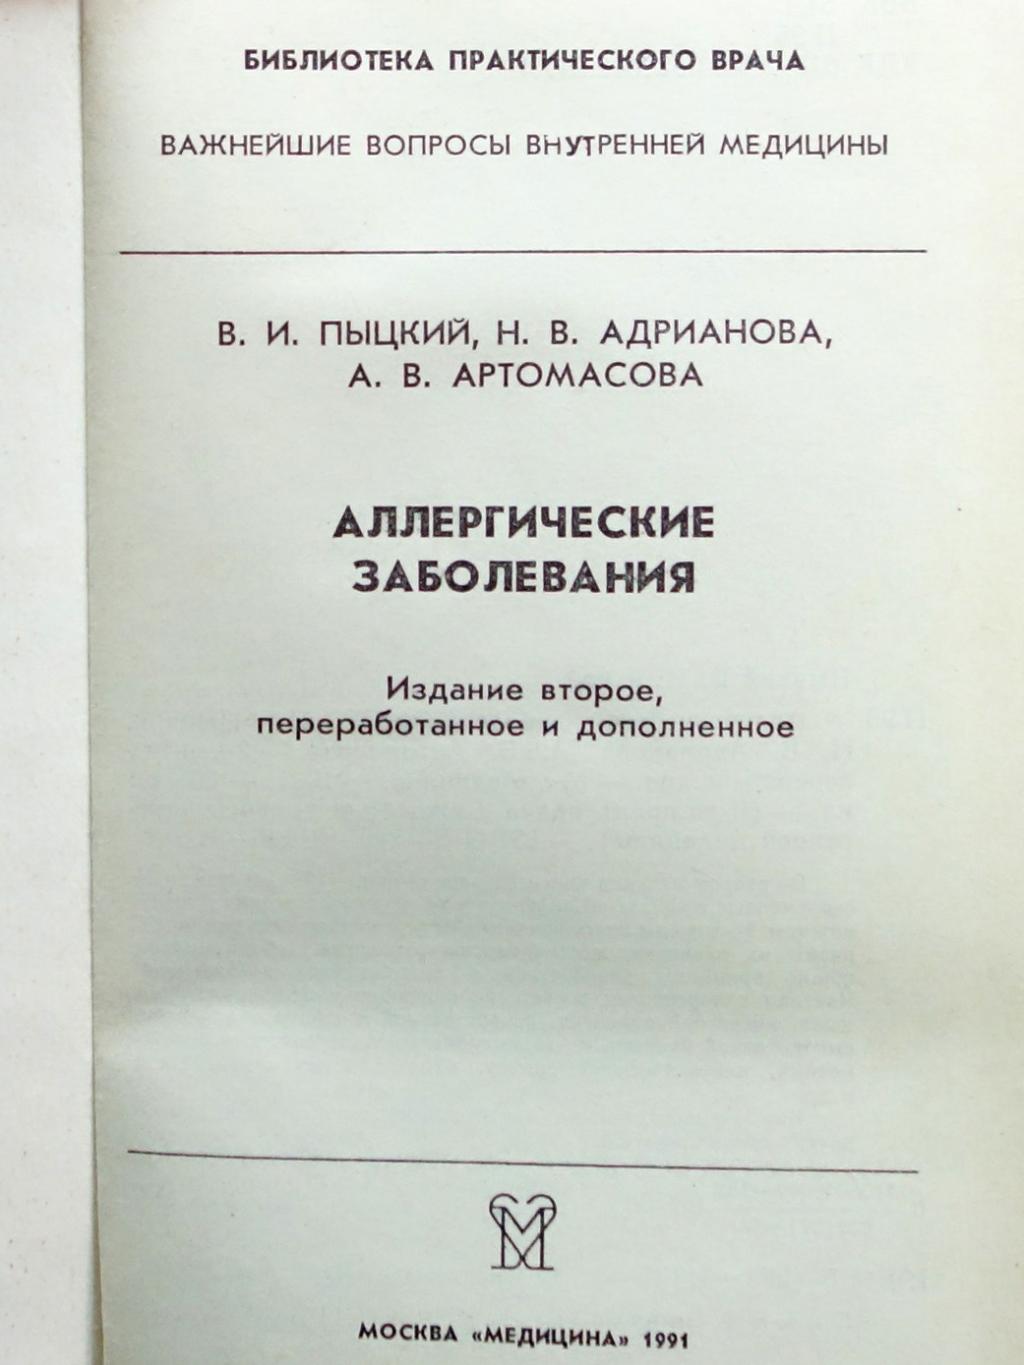 БИБЛИОТЕКА ПРАКТИЧЕСКОГО ВРАЧА
ВАЖНЕЙШИЕ ВОПРОСЫ ВНУТРЕННЕЙ МЕДИЦИНЫ
В. И. ПЫЦКИЙ, Н. В. АДРИАНОВА,
А. В. АРТОМАСОВА
АЛЛЕРГИЧЕСКИЕ
ЗАБОЛЕВАНИЯ
Издание второе,
переработанное и дополненное
МОСКВА «МЕДИЦИНА» 1991